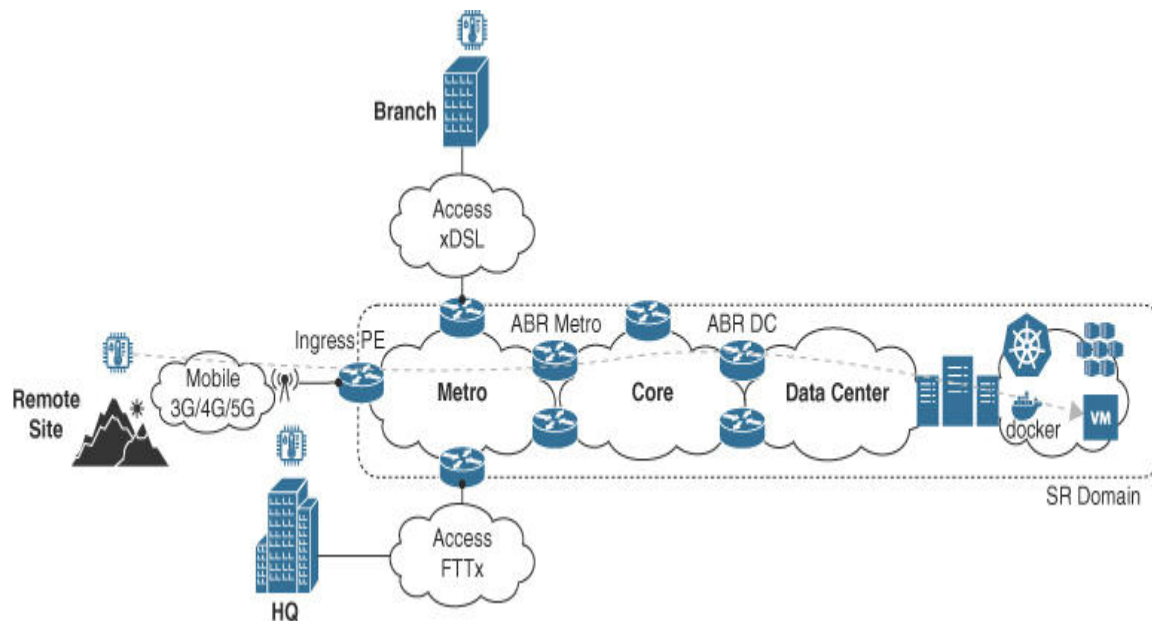 Branch
Access
xDSL
Ingress PE
ABR Metro
ABR DC
Mobile
3G/4G/5G
Remote
Site
Metro
Core
Data Center
docker
VM
SR Domain
Access
FTTx
HQ